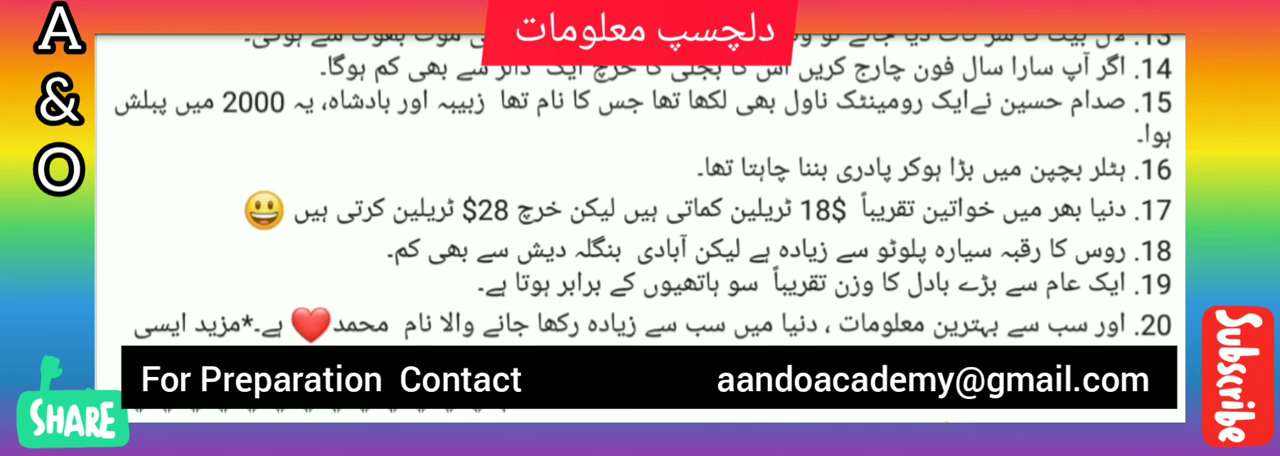 A
&
O
دلچسپ معلومات
14. اگر آپ سارا سال فون چارج کریں اس کا بجلی کا خرچ ایک ڈالر سے بھی کم ہوگا۔
15. صدام حسین نےایک رومینٹک ناول بھی لکھا تھا جس کا نام تھا زبیبہ اور بادشاہ، یہ 2000 میں پبلش
ہوا۔
16. ہٹلر بچپن میں بڑا ہوکر پادری بننا چاہتا تھا۔
17. دنیا بھر میں خواتین تقریباً $18 ٹریلین کماتی ہیں لیکن خرچ $28 ٹریلین کرتی ہیں 😃
18. روس کا رقبہ سیارہ پلوٹو سے زیادہ ہے لیکن آبادی بنگلہ دیش سے بھی کم۔
19. ایک عام سے بڑے بادل کا وزن تقریباً سو ہاتھیوں کے برابر ہوتا ہے۔
20. اور سب سے بہترین معلومات ، دنیا میں سب سے زیادہ رکھا جانے والا نام محمد❤️ ہے۔*مزید ایسی
For Preparation Contact aandoacademy@gmail.com
SHARE
Subscribe